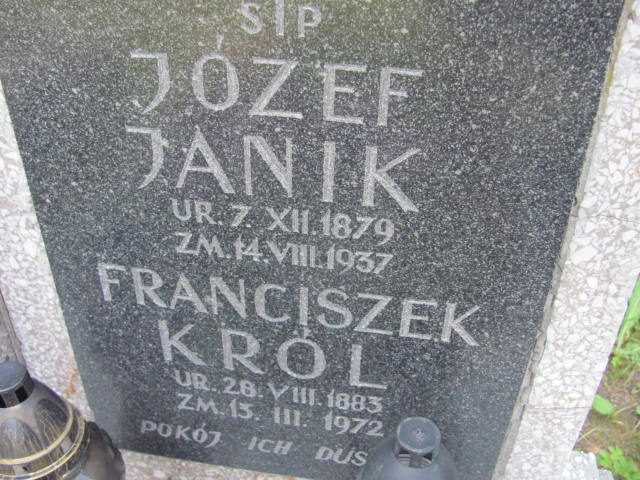 ŚP
JÓZEF
JANIK
UR. 7. XII. 1879
ZM. 14. VIII. 1937
FRANCISZEK
KRÓL
UR. 28. VIII. 1883
ZM. 13. III. 1972
POKÓJ ICH DUS